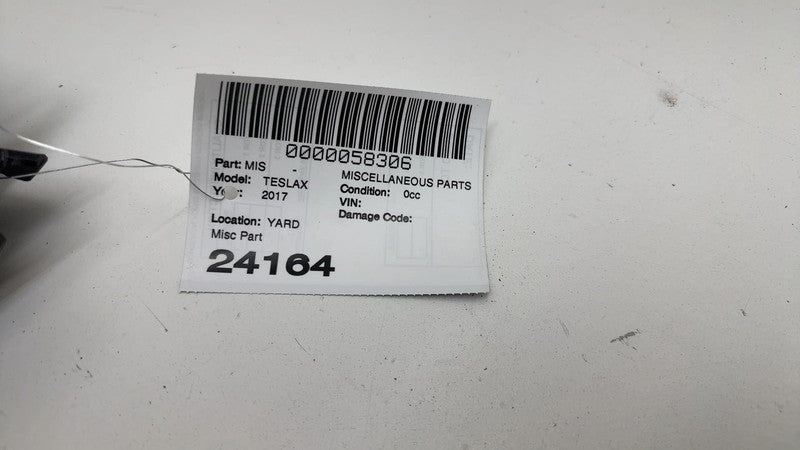 0000058306
Part: MIS - MISCELLANEOUS PARTS
Model: TESLAX Condition: 0cc
Year: 2017 VIN:
Damage Code:
Location: YARD
Misc Part
24164